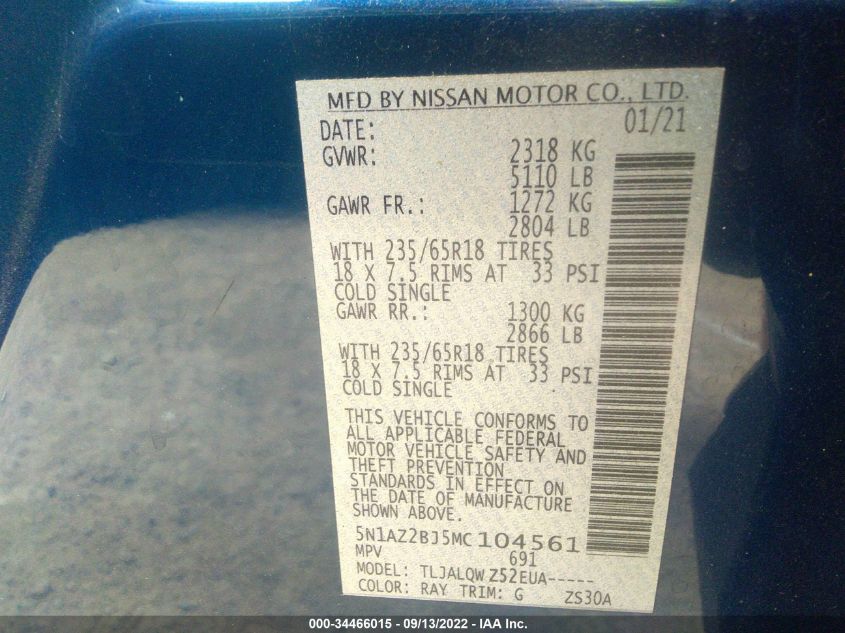 MFD BY NISSAN MOTOR CO., LTD.
DATE: 01/21
GVWR: 2318 KG
5110 LB
GAWR FR.: 1272 KG
2804 LB
WITH 235/65R18 TIRES
18 X 7.5 RIMS AT 33 PSI
COLD SINGLE
GAWR RR.: 1300 KG
2866 LB
WITH 235/65R18 TIRES
18 X 7.5 RIMS AT 33 PSI
COLD SINGLE
THIS VEHICLE CONFORMS TO
ALL APPLICABLE FEDERAL
MOTOR VEHICLE SAFETY AND
THEFT PREVENTION
STANDARDS IN EFFECT ON
THE DATE OF MANUFACTURE
SHOWN ABOVE.
5N1AZ2BJ5MC104561
MPV 691
MODEL: TLJALQW Z52EUA-----
COLOR: RAY TRIM: G ZS30A
000-34466015 - 09/13/2022 - IAA Inc.